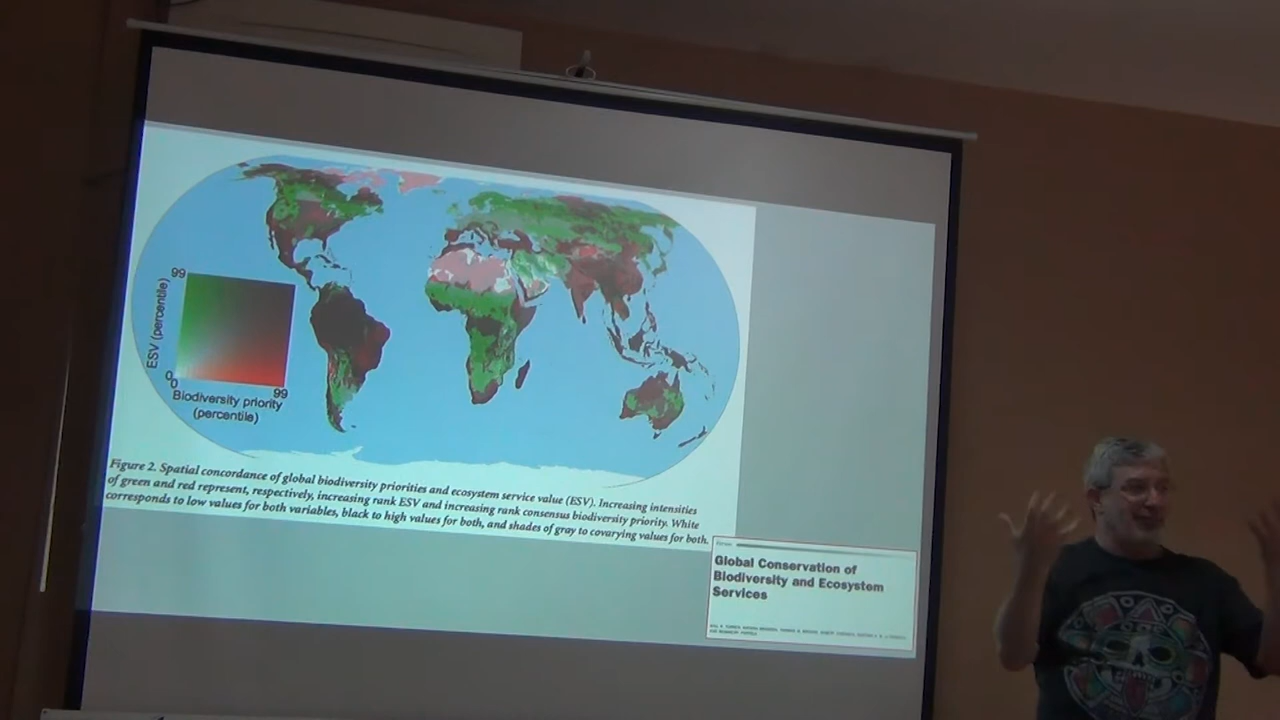 99
ESV (percentile)
0
0
99
Biodiversity priority
(percentile)
Figure 2. Spatial concordance of global biodiversity priorities and ecosystem service value (ESV). Increasing intensities
of green and red represent, respectively, increasing rank ESV and increasing rank consensus biodiversity priority. White
corresponds to low values for both variables, black to high values for both, and shades of gray to covarying values for both.
Global Conservation of
Biodiversity and Ecosystem
Services